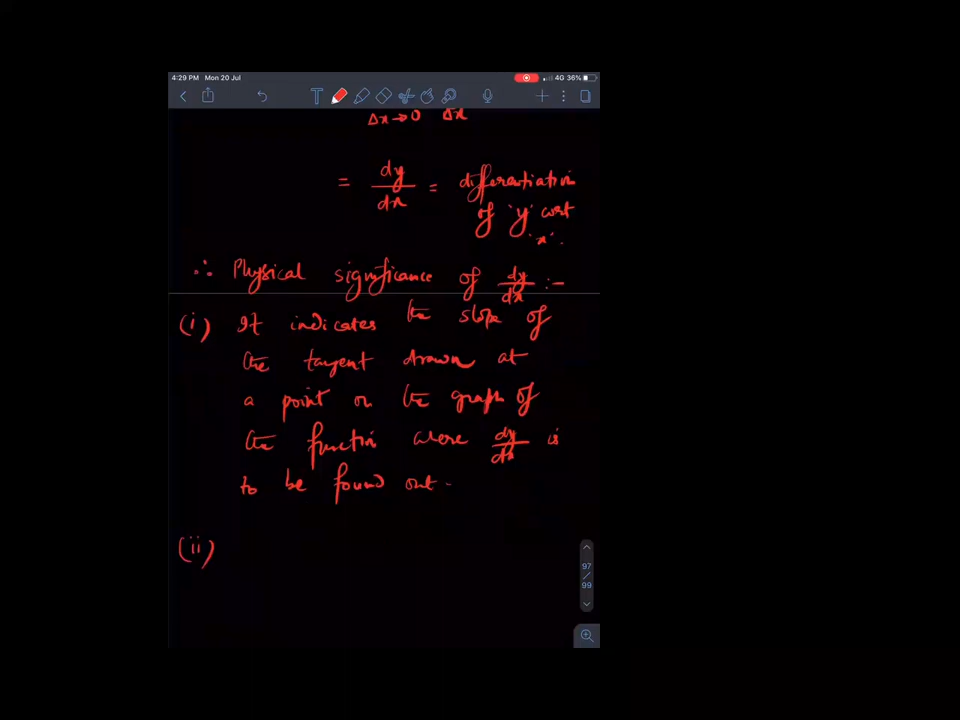 4:29 PM Mon 20 Jul 4G 36%
Δx→0 Δx
= dy/dx = differentiation
of 'y' wrt
'x'.
∴ Physical significance of dy/dx :-
(i) It indicates the slope of
the tangent drawn at
a point on the graph of
the function where dy/dx is
to be found out.
(ii)
97
/
99